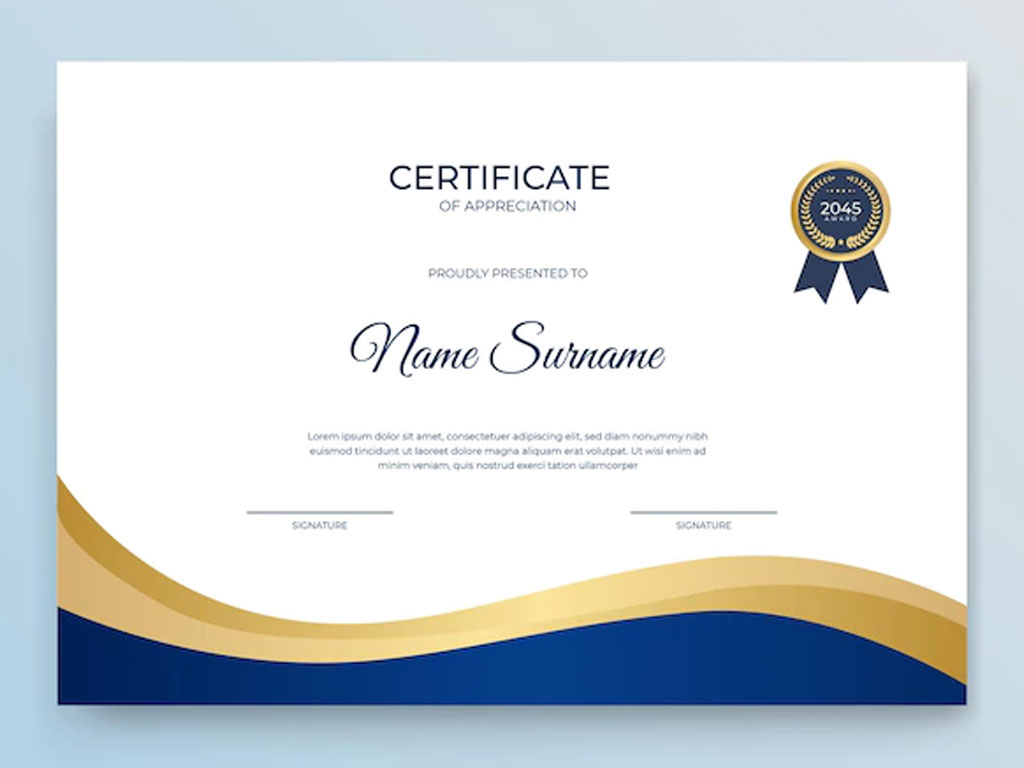 CERTIFICATE
OF APPRECIATION
2045
AWARD
PROUDLY PRESENTED TO
Name Surname
Lorem ipsum dolor sit amet, consectetuer adipiscing elit, sed diam nonummy nibh
euismod tincidunt ut laoreet dolore magna aliquam erat volutpat. Ut wisi enim ad
minim veniam, quis nostrud exerci tation ullamcorper
SIGNATURE
SIGNATURE